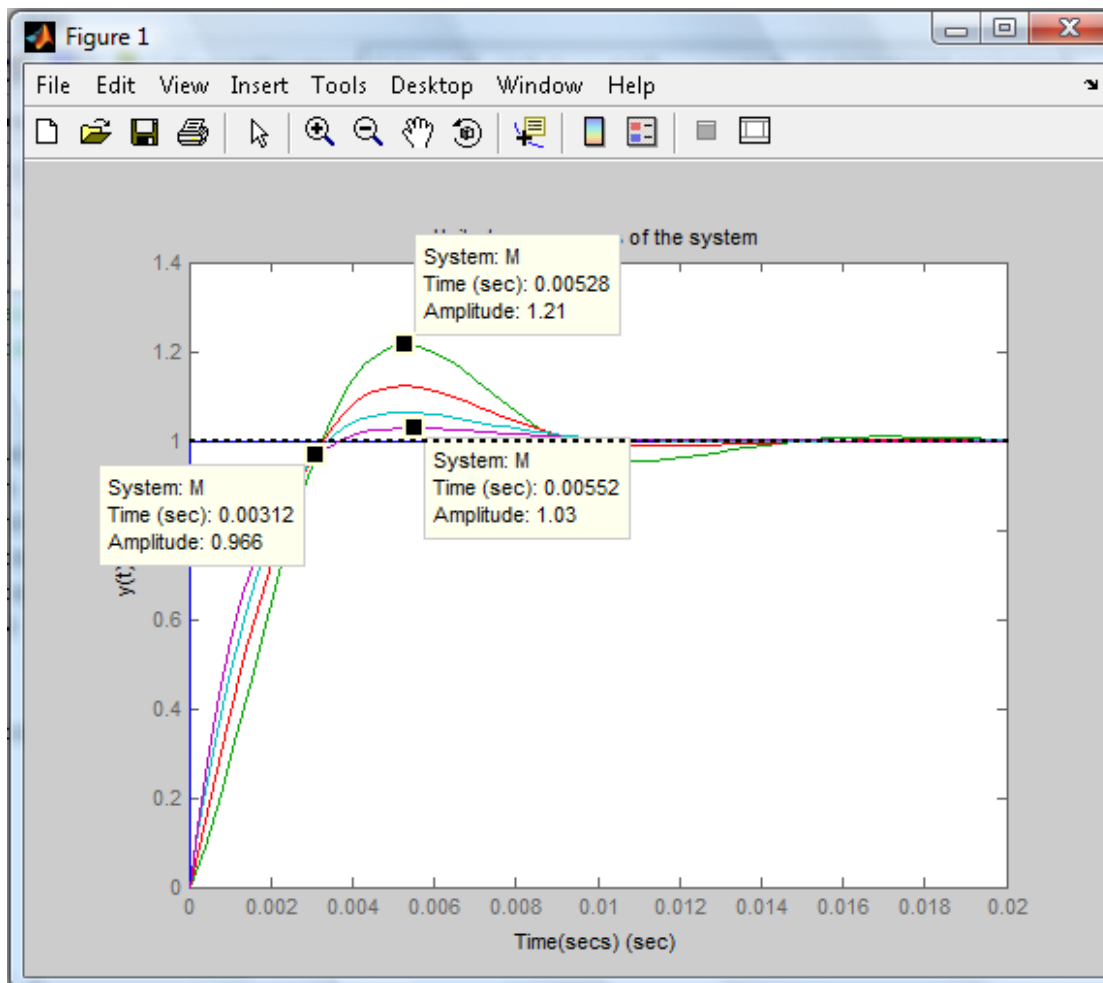 Figure 1
File Edit View Insert Tools Desktop Window Help
of the system
System: M
Time (sec): 0.00528
Amplitude: 1.21
System: M
Time (sec): 0.00312
Amplitude: 0.966
System: M
Time (sec): 0.00552
Amplitude: 1.03
1.4
1.2
1
0.6
0.4
0.2
0
y(t)
0 0.002 0.004 0.006 0.008 0.01 0.012 0.014 0.016 0.018 0.02
Time(secs) (sec)